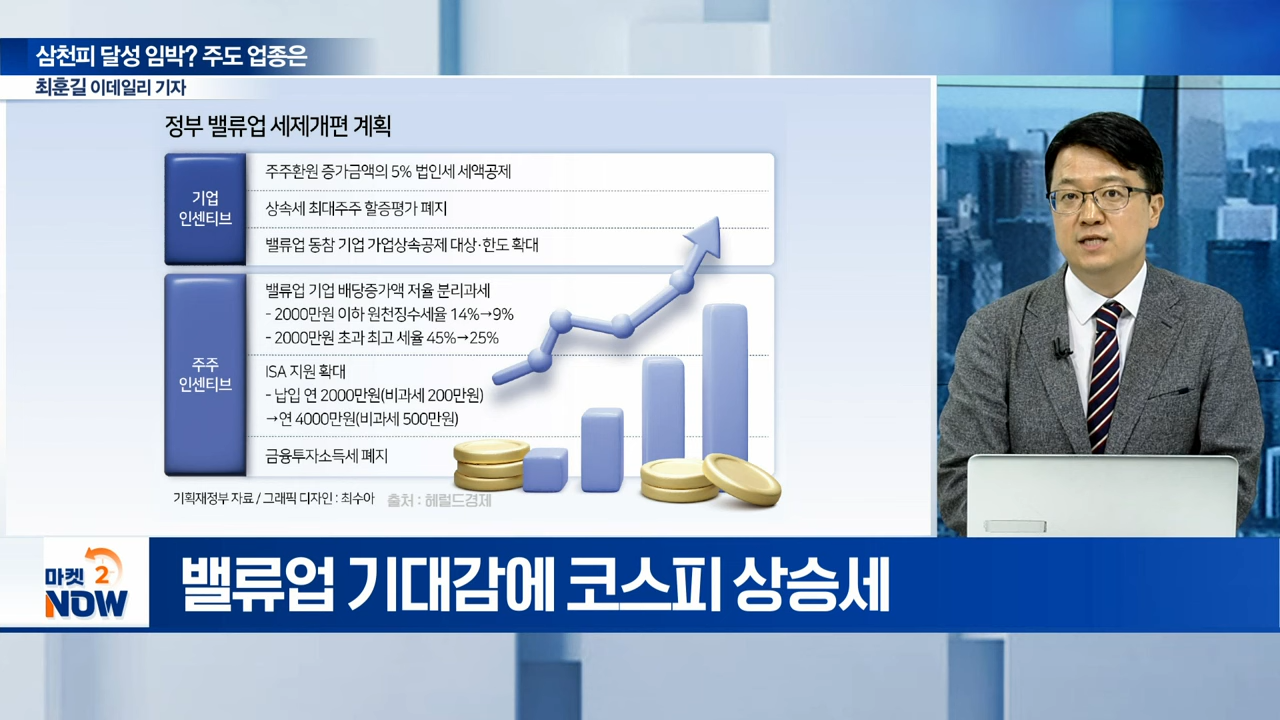 삼천피 달성 임박? 주도 업종은
최훈길 이데일리 기자
정부 밸류업 세제개편 계획
기업
인센티브
주주환원 증가금액의 5% 법인세 세액공제
상속세 최대주주 할증평가 폐지
밸류업 동참 기업 가업상속공제 대상·한도 확대
주주
인센티브
밸류업 기업 배당증가액 저율 분리과세
- 2000만원 이하 원천징수세율 14%→9%
- 2000만원 초과 최고 세율 45%→25%
ISA 지원 확대
- 납입 연 2000만원(비과세 200만원)
→연 4000만원(비과세 500만원)
금융투자소득세 폐지
기획재정부 자료 / 그래픽 디자인 : 최수아
출처 : 헤럴드경제
마켓 2
NOW
밸류업 기대감에 코스피 상승세